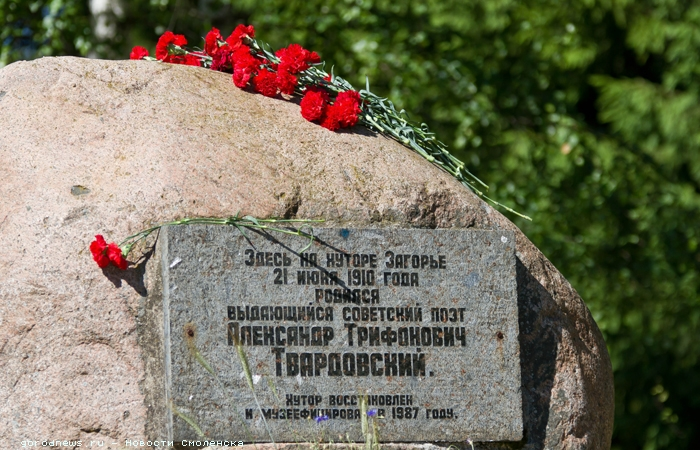 Здесь на хуторе Загорье
21 июня 1910 года
родился
выдающийся советский поэт
Александр Трифонович
Твардовский.
Хутор восстановлен
и музеефицирован в 1987 году.
gorodnews.ru - Новости Смоленска